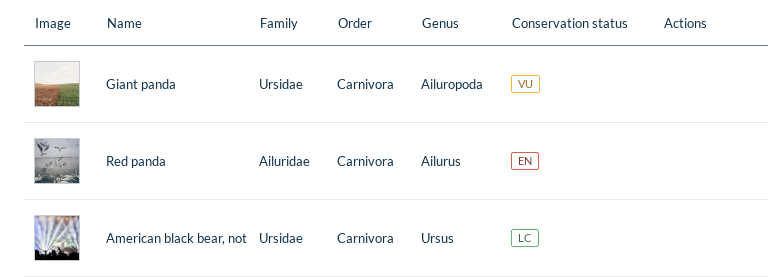 Image Name Family Order Genus Conservation status Actions
Giant panda Ursidae Carnivora Ailuropoda VU
Red panda Ailuridae Carnivora Ailurus EN
American black bear, not Ursidae Carnivora Ursus LC